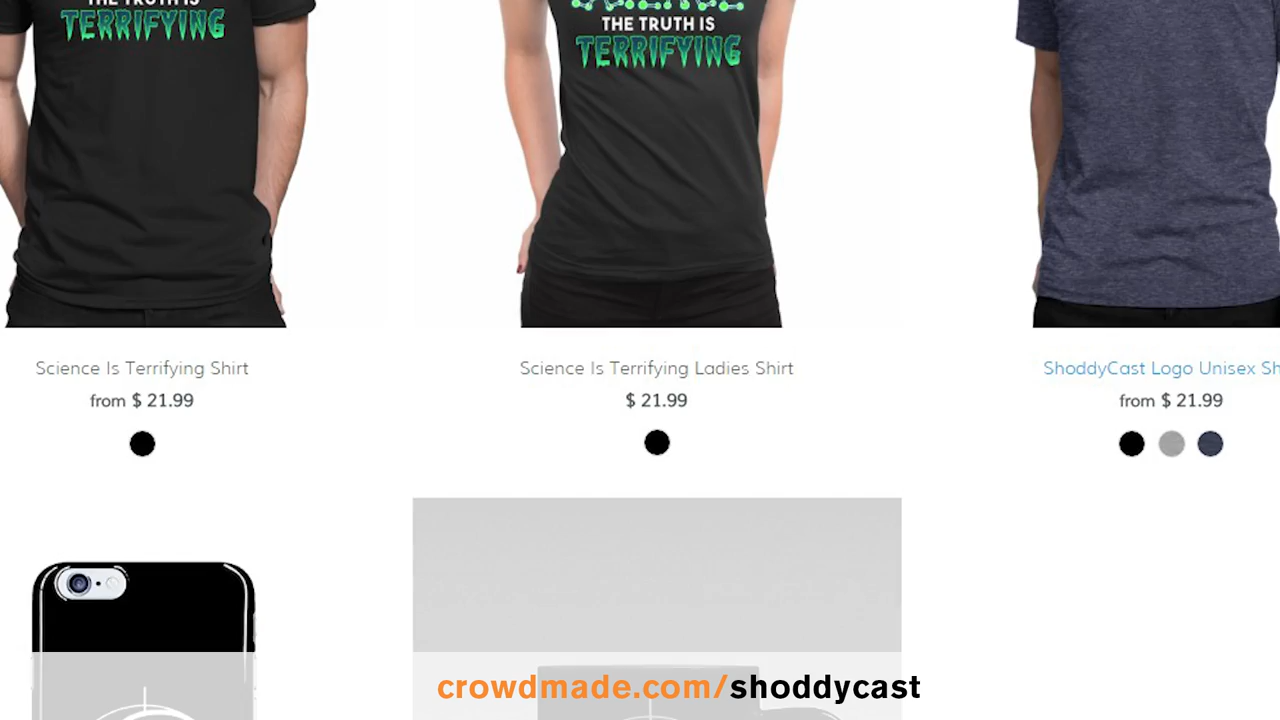 THE TRUTH IS
TERRIFYING
THE TRUTH IS
TERRIFYING
Science Is Terrifying Shirt
from $ 21.99
Science Is Terrifying Ladies Shirt
$ 21.99
ShoddyCast Logo Unisex
from $ 21.99
crowdmade.com/shoddycast